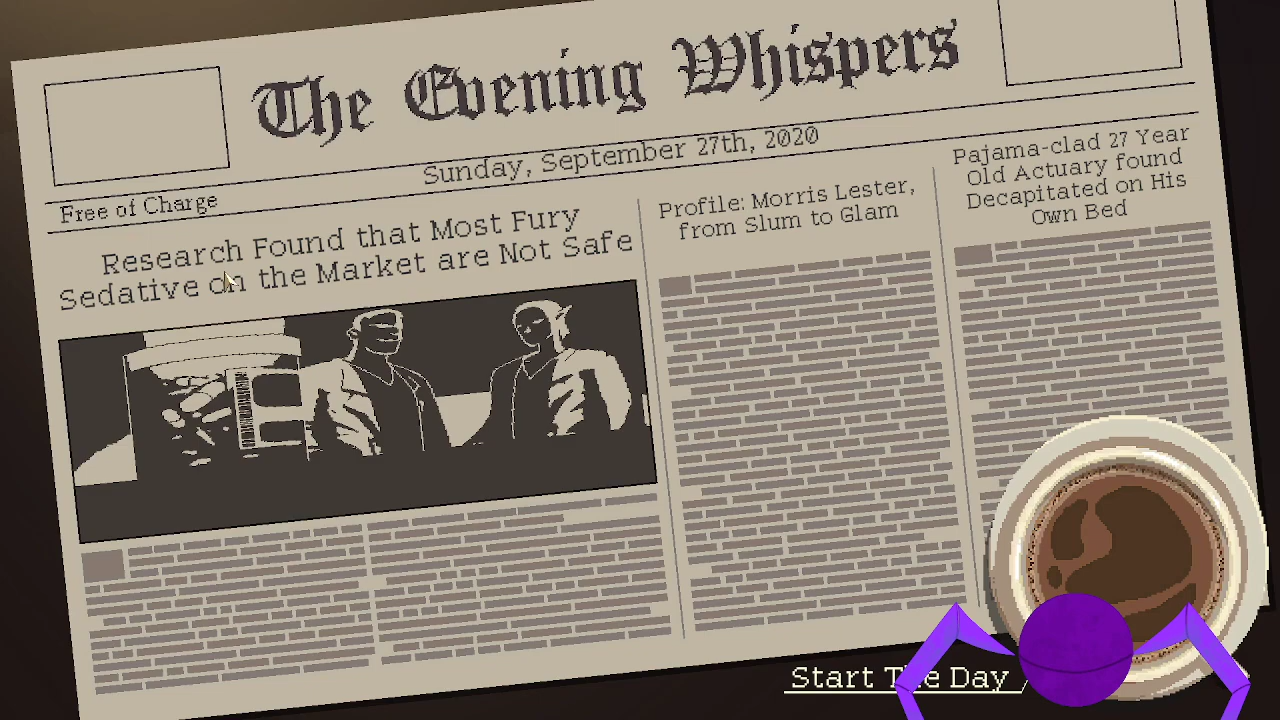 The Evening Whispers
Sunday, September 27th, 2020
Free of Charge
Research Found that Most Fury
Sedative on the Market are Not Safe
Profile: Morris Lester,
from Slum to Glam
Pajama-clad 27 Year
Old Actuary found
Decapitated on His
Own Bed
Start The Day